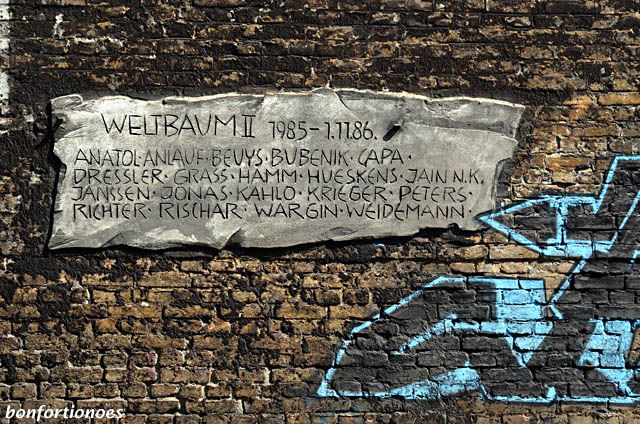 WELTBAUM II 1985-1.11.86.
ANATOL·ANLAUF·BEUYS·BUBENIK·CAPA·
DRESSLER·GRASS·HAMM·HUESKENS·JAIN N.K.
JANSSEN·JONAS·KAHLO·KRIEGER·PETERS·
RICHTER·RISCHAR·WARGIN·WEIDEMANN·
bonfortionoes